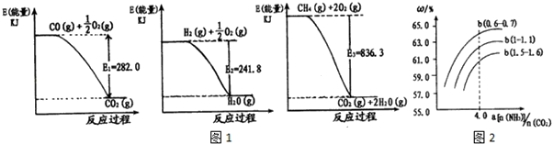 E(能量)
KJ
CO(g)+1/2O₂(g)
E₁=282.0
CO₂(g)
反应过程
E(能量)
KJ
H₂(g)+1/2O₂(g)
E₂=241.8
H₂O(g)
反应过程
E(能量)
KJ
CH₄(g)+2O₂(g)
E₃=836.3
CO₂(g)+2H₂O(g)
反应过程
图1
ω/%
65.0
63.0
61.0
59.0
57.0
55.0
b(0.6-0.7)
b(1-1.1)
b(1.5-1.6)
4.0
a[n(NH₃)/n(CO₂)
图2